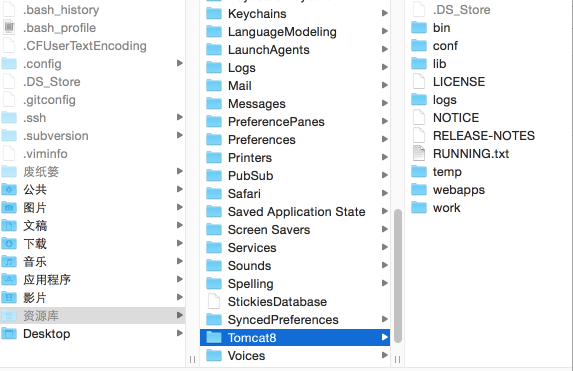 .bash_history
.bash_profile
.CFUserTextEncoding
.config
.DS_Store
.gitconfig
.ssh
.subversion
.viminfo
废纸篓
公共
图片
文稿
下载
音乐
应用程序
影片
资源库
Desktop
Keychains
LanguageModeling
LaunchAgents
Logs
Mail
Messages
PreferencePanes
Preferences
Printers
PubSub
Safari
Saved Application State
Screen Savers
Services
Sounds
Spelling
StickiesDatabase
SyncedPreferences
Tomcat8
Voices
.DS_Store
bin
conf
lib
LICENSE
logs
NOTICE
RELEASE-NOTES
RUNNING.txt
temp
webapps
work